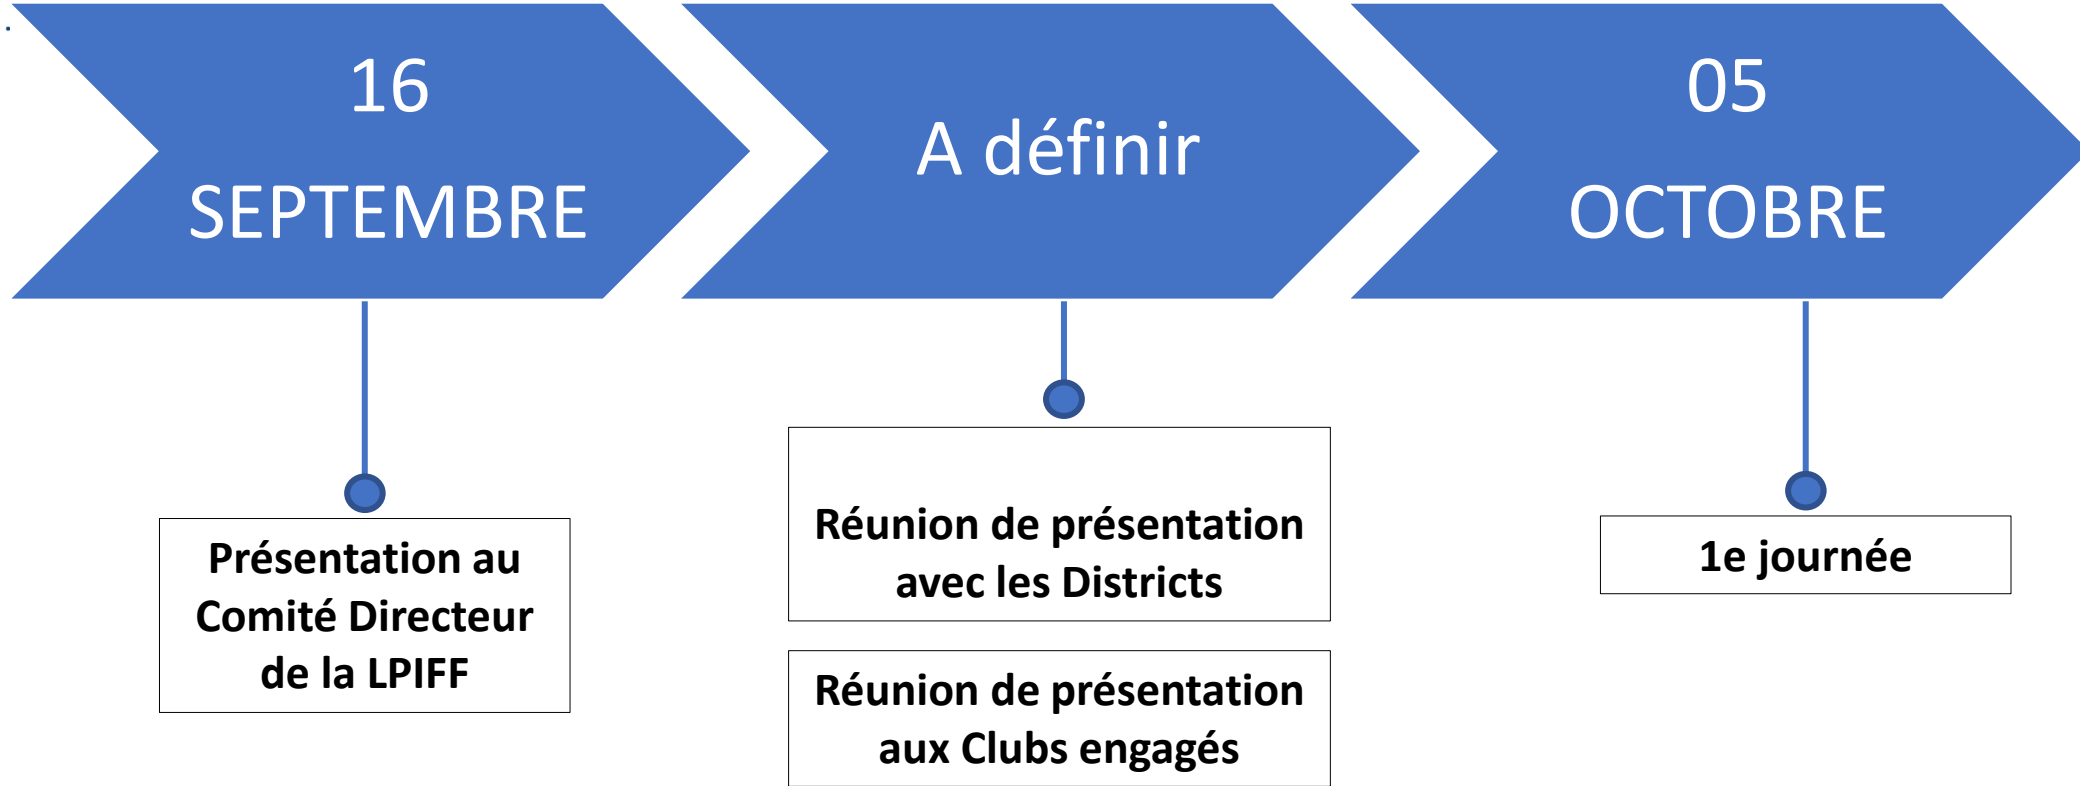 16
SEPTEMBRE
A définir
05
OCTOBRE
Présentation au
Comité Directeur
de la LPIFF
Réunion de présentation
avec les Districts
Réunion de présentation
aux Clubs engagés
1e journée